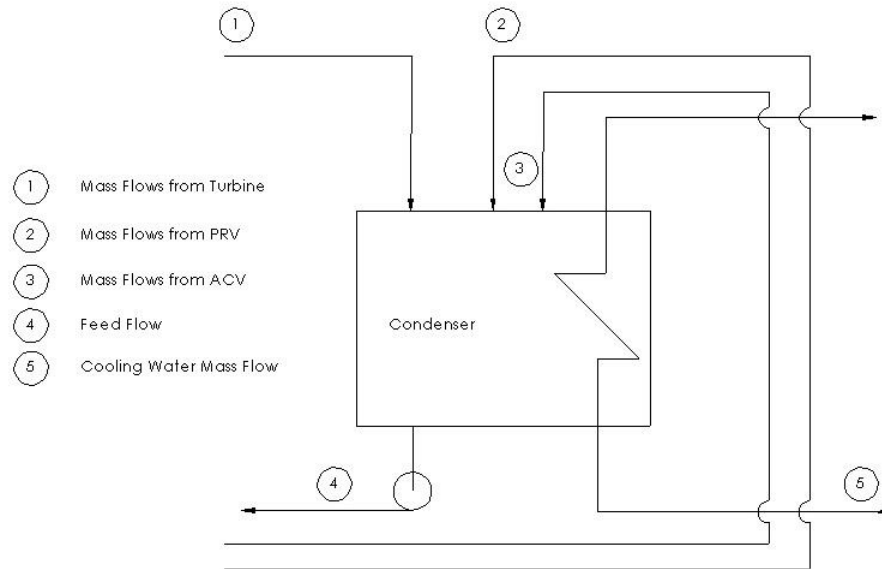 1
2
3
1 Mass Flows from Turbine
2 Mass Flows from PRV
3 Mass Flows from ACV
4 Feed Flow
5 Cooling Water Mass Flow
Condenser
4
5